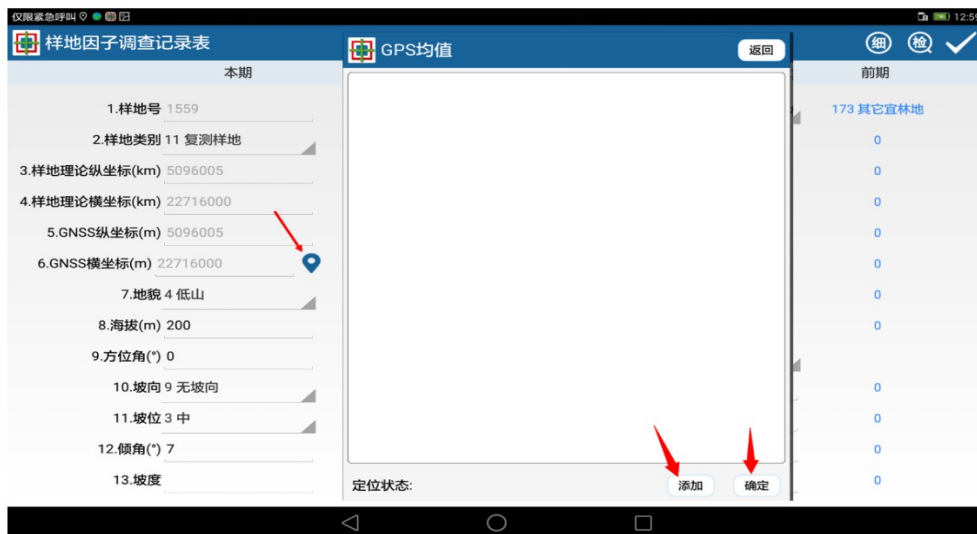 仅限紧急呼叫
12:59
样地因子调查记录表
GPS均值
返回
细
检
本期
前期
1.样地号 1559
173 其它宜林地
2.样地类别 11 复测样地
0
3.样地理论纵坐标(km) 5096005
0
4.样地理论横坐标(km) 22716000
0
5.GNSS纵坐标(m) 5096005
0
6.GNSS横坐标(m) 22716000
0
7.地貌 4 低山
0
8.海拔(m) 200
0
9.方位角(°) 0
10.坡向 9 无坡向
0
11.坡位 3 中
0
12.倾角(°) 7
0
13.坡度
0
定位状态:
添加
确定